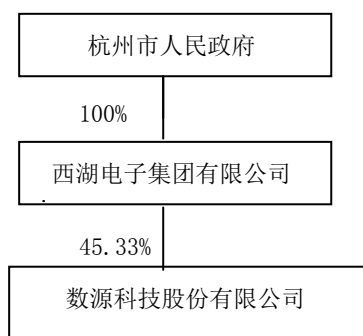 杭州市人民政府
100%
西湖电子集团有限公司
45.33%
数源科技股份有限公司